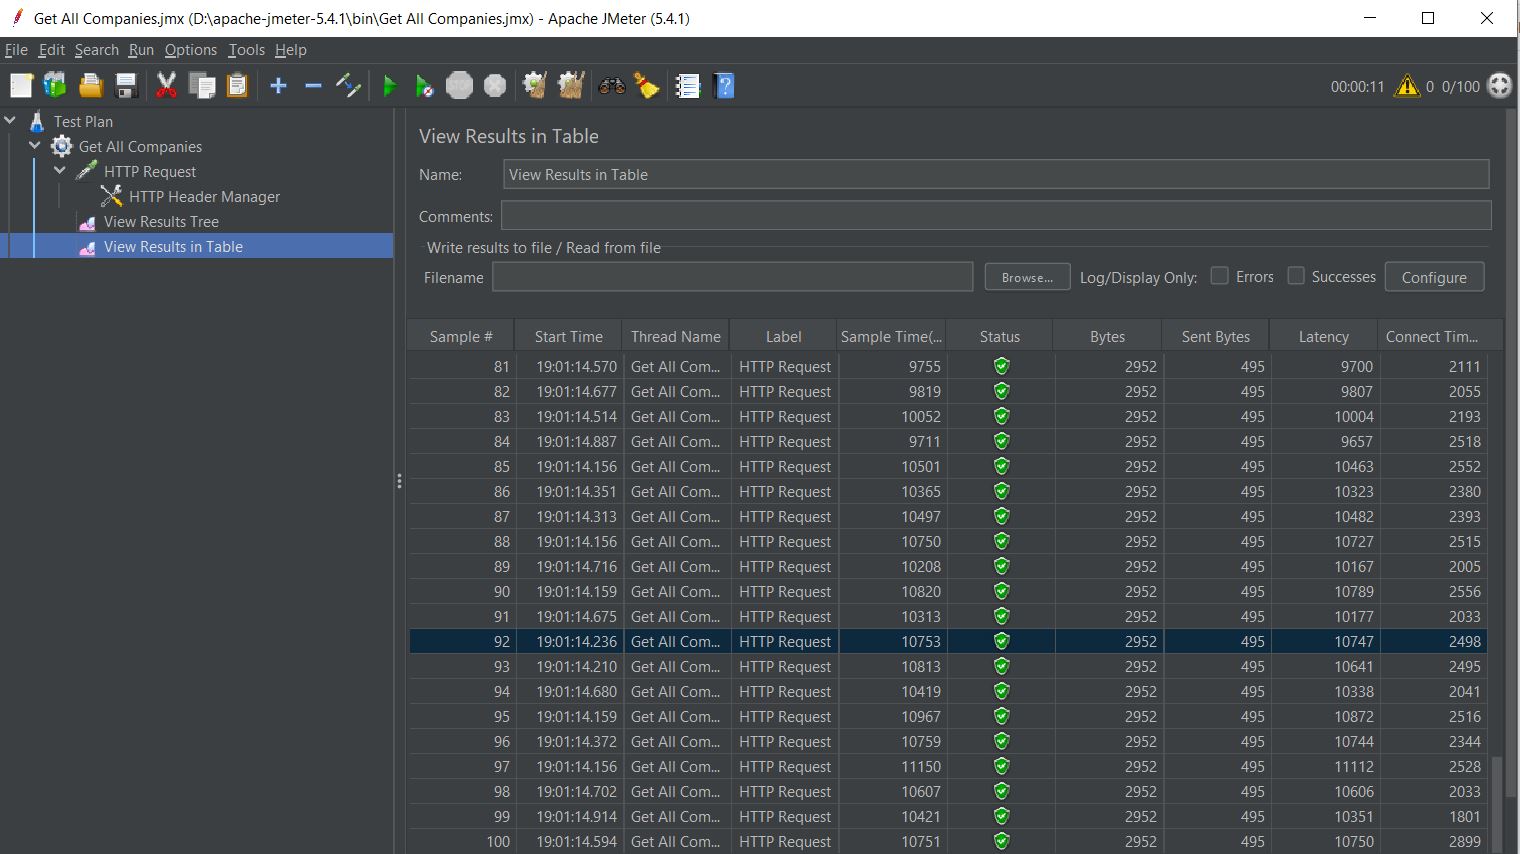 Get All Companies.jmx (D:\apache-jmeter-5.4.1\bin\Get All Companies.jmx) - Apache JMeter (5.4.1)
File Edit Search Run Options Tools Help
STOP 00:00:11 0 0/100
Test Plan
Get All Companies
HTTP Request
HTTP Header Manager
View Results Tree
View Results in Table
View Results in Table
Name: View Results in Table
Comments:
Write results to file / Read from file
Filename Browse... Log/Display Only: Errors Successes Configure
Sample # Start Time Thread Name Label Sample Time(... Status Bytes Sent Bytes Latency Connect Tim...
81 19:01:14.570 Get All Com... HTTP Request 9755 2952 495 9700 2111
82 19:01:14.677 Get All Com... HTTP Request 9819 2952 495 9807 2055
83 19:01:14.514 Get All Com... HTTP Request 10052 2952 495 10004 2193
84 19:01:14.887 Get All Com... HTTP Request 9711 2952 495 9657 2518
85 19:01:14.156 Get All Com... HTTP Request 10501 2952 495 10463 2552
86 19:01:14.351 Get All Com... HTTP Request 10365 2952 495 10323 2380
87 19:01:14.313 Get All Com... HTTP Request 10497 2952 495 10482 2393
88 19:01:14.156 Get All Com... HTTP Request 10750 2952 495 10727 2515
89 19:01:14.716 Get All Com... HTTP Request 10208 2952 495 10167 2005
90 19:01:14.159 Get All Com... HTTP Request 10820 2952 495 10789 2556
91 19:01:14.675 Get All Com... HTTP Request 10313 2952 495 10177 2033
92 19:01:14.236 Get All Com... HTTP Request 10753 2952 495 10747 2498
93 19:01:14.210 Get All Com... HTTP Request 10813 2952 495 10641 2495
94 19:01:14.680 Get All Com... HTTP Request 10419 2952 495 10338 2041
95 19:01:14.159 Get All Com... HTTP Request 10967 2952 495 10872 2516
96 19:01:14.372 Get All Com... HTTP Request 10759 2952 495 10744 2344
97 19:01:14.156 Get All Com... HTTP Request 11150 2952 495 11112 2528
98 19:01:14.702 Get All Com... HTTP Request 10607 2952 495 10606 2033
99 19:01:14.914 Get All Com... HTTP Request 10421 2952 495 10351 1801
100 19:01:14.594 Get All Com... HTTP Request 10751 2952 495 10750 2899